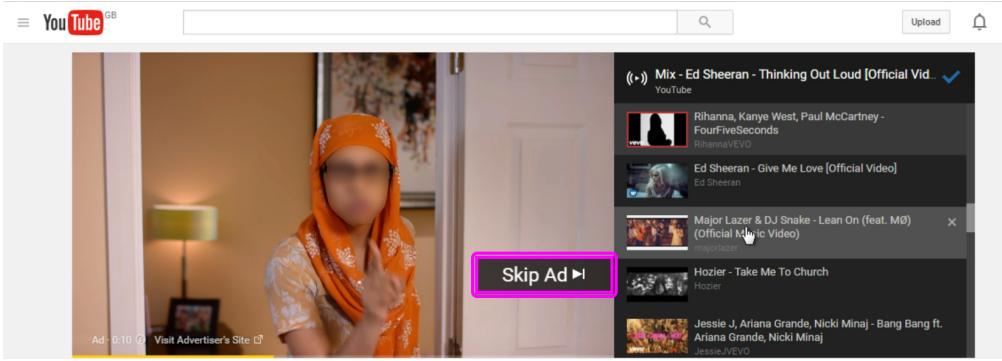 YouTube GB
Upload
Mix - Ed Sheeran - Thinking Out Loud [Official Vid...
YouTube
Rihanna, Kanye West, Paul McCartney -
FourFiveSeconds
RihannaVEVO
Ed Sheeran - Give Me Love [Official Video]
Ed Sheeran
Major Lazer & DJ Snake - Lean On (feat. MØ)
(Official Music Video)
majorlazer
Skip Ad
Hozier - Take Me To Church
Hozier
Jessie J, Ariana Grande, Nicki Minaj - Bang Bang ft.
Ariana Grande, Nicki Minaj
JessieJVEVO
Ad · 0:10 Visit Advertiser's Site